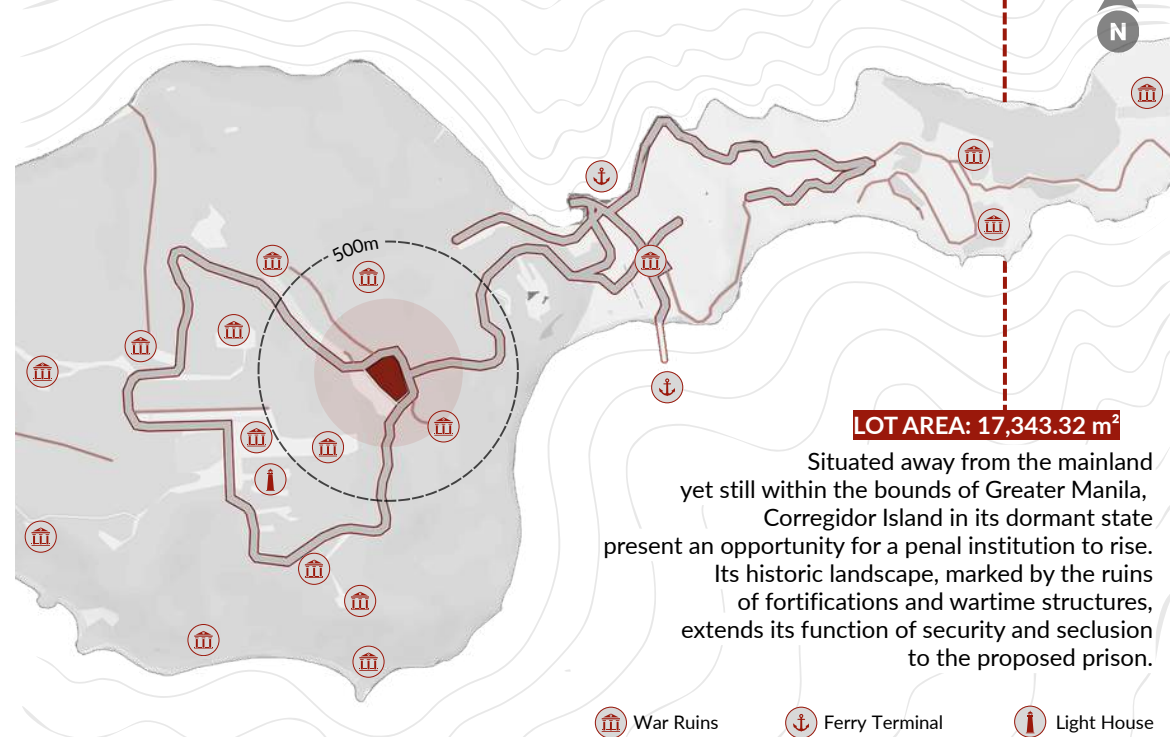 N
500m
LOT AREA: 17,343.32 m²
Situated away from the mainland
yet still within the bounds of Greater Manila,
Corregidor Island in its dormant state
present an opportunity for a penal institution to rise.
Its historic landscape, marked by the ruins
of fortifications and wartime structures,
extends its function of security and seclusion
to the proposed prison.
War Ruins
Ferry Terminal
Light House